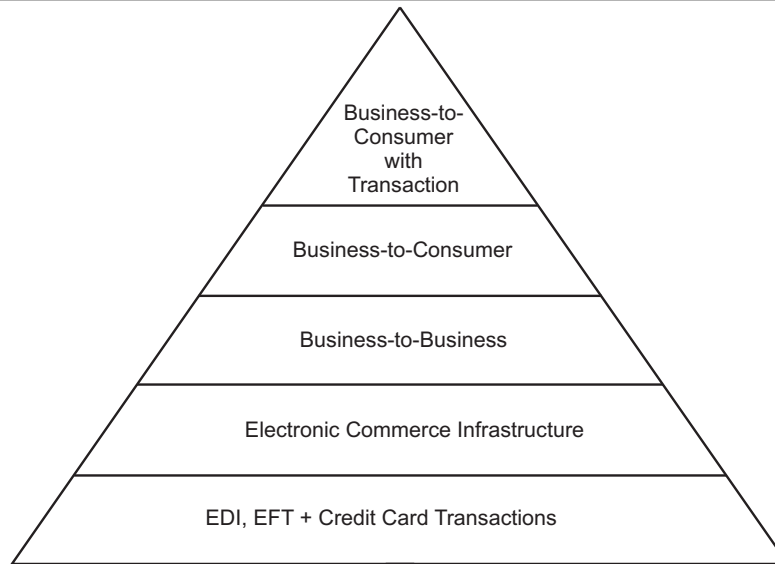 Business-to-
Consumer
with
Transaction
Business-to-Consumer
Business-to-Business
Electronic Commerce Infrastructure
EDI, EFT + Credit Card Transactions